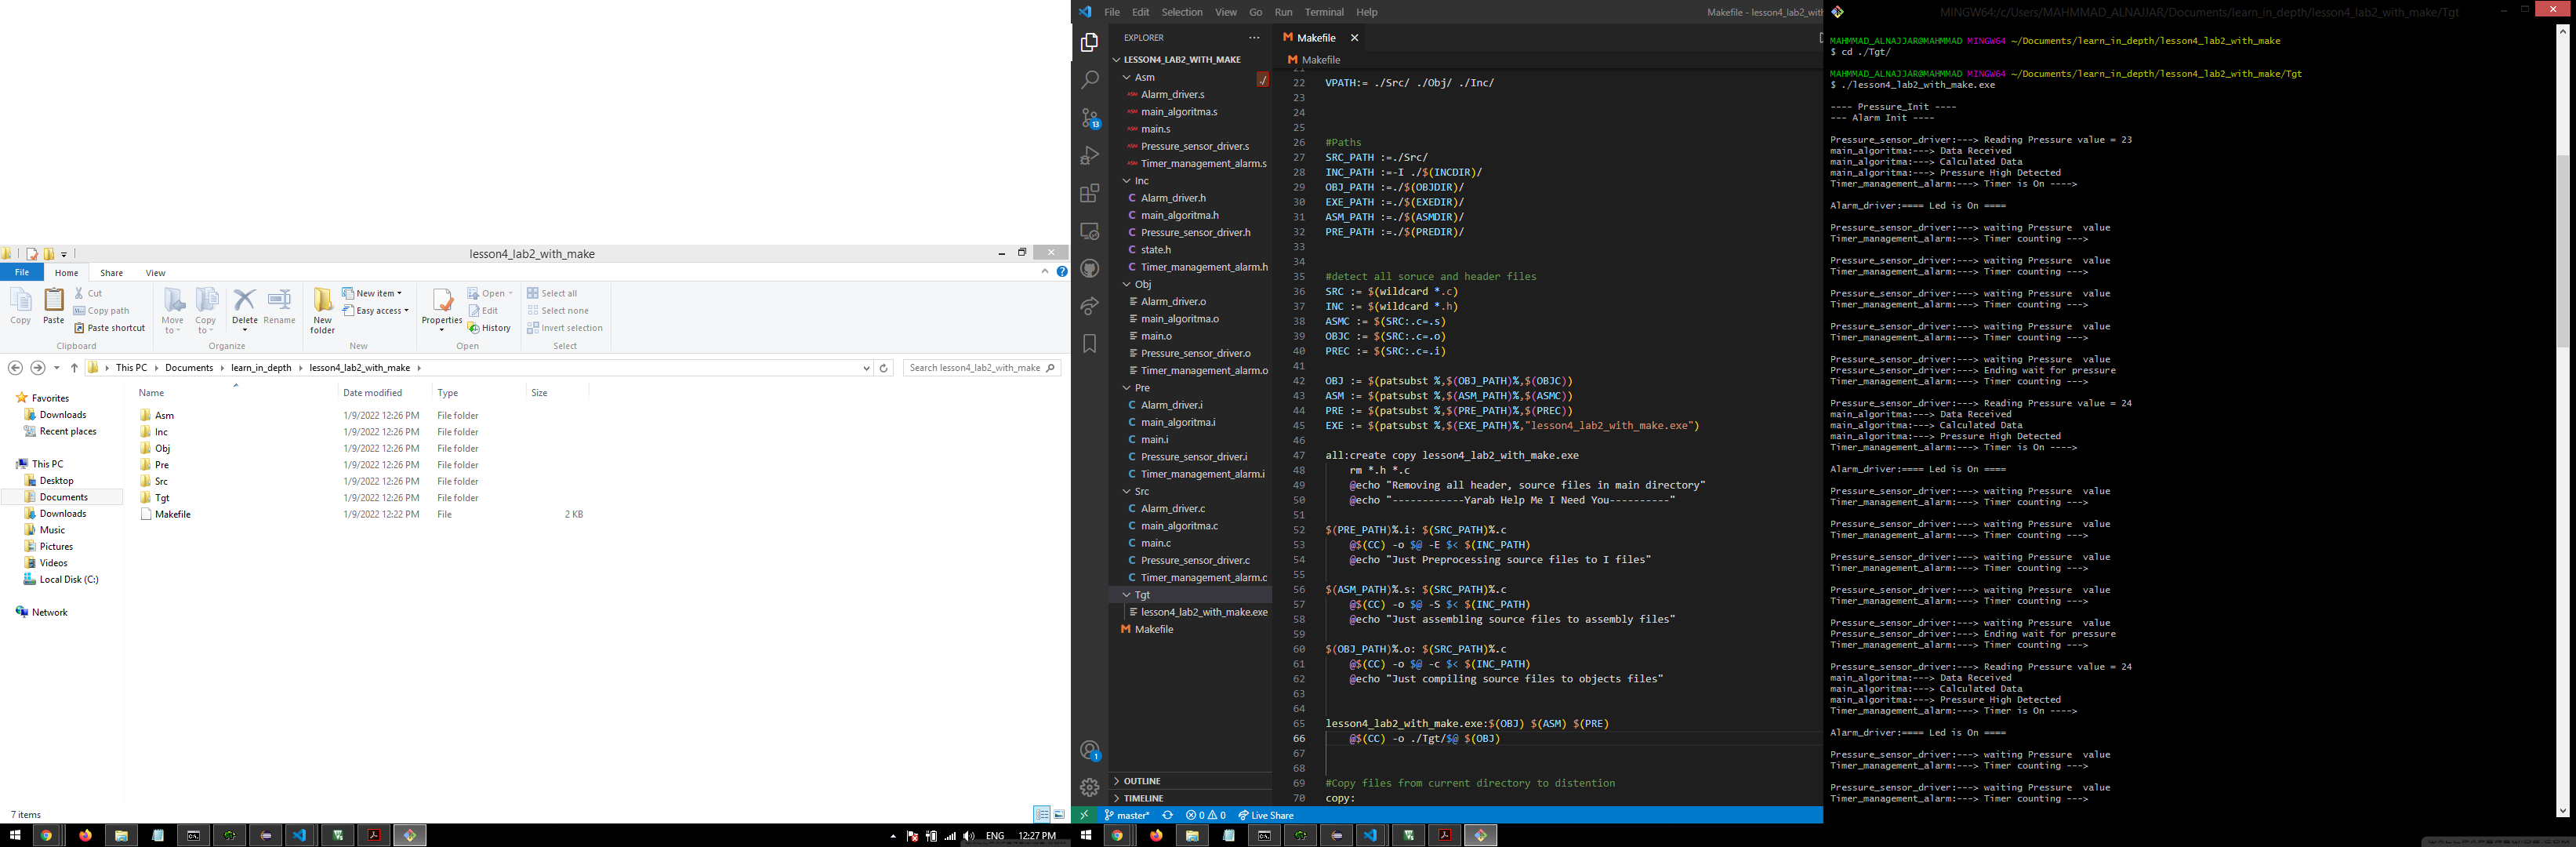 lesson4_lab2_with_make
File Home Share View
Copy
Paste
Cut
Copy path
Paste shortcut
Clipboard
Move to
Copy to
Delete
Rename
Organize
New folder
New item
Easy access
New
Properties
Open
Edit
History
Open
Select all
Select none
Invert selection
Select
This PC Documents learn_in_depth lesson4_lab2_with_make
Search lesson4_lab2_with_make
Favorites
Downloads
Recent places
This PC
Desktop
Documents
Downloads
Music
Pictures
Videos
Local Disk (C:)
Network
Name Date modified Type Size
Asm 1/9/2022 12:26 PM File folder
Inc 1/9/2022 12:26 PM File folder
Obj 1/9/2022 12:26 PM File folder
Pre 1/9/2022 12:26 PM File folder
Src 1/9/2022 12:26 PM File folder
Tgt 1/9/2022 12:26 PM File folder
Makefile 1/9/2022 12:22 PM File 2 KB
7 items
ENG 12:27 PM
File Edit Selection View Go Run Terminal Help
Makefile - lesson4_lab2_with
EXPLORER
LESSON4_LAB2_WITH_MAKE
Asm
Alarm_driver.s
main_algoritma.s
main.s
Pressure_sensor_driver.s
Timer_management_alarm.s
Inc
Alarm_driver.h
main_algoritma.h
Pressure_sensor_driver.h
state.h
Timer_management_alarm.h
Obj
Alarm_driver.o
main_algoritma.o
main.o
Pressure_sensor_driver.o
Timer_management_alarm.o
Pre
Alarm_driver.i
main_algoritma.i
main.i
Pressure_sensor_driver.i
Timer_management_alarm.i
Src
Alarm_driver.c
main_algoritma.c
main.c
Pressure_sensor_driver.c
Timer_management_alarm.c
Tgt
lesson4_lab2_with_make.exe
Makefile
OUTLINE
TIMELINE
13
1
master*
0 0
Live Share
Makefile
Makefile
21
22 VPATH:= ./Src/ ./Obj/ ./Inc/
23
24
25
26 #Paths
27 SRC_PATH :=./Src/
28 INC_PATH :=-I ./$(INCDIR)/
29 OBJ_PATH :=./$(OBJDIR)/
30 EXE_PATH :=./$(EXEDIR)/
31 ASM_PATH :=./$(ASMDIR)/
32 PRE_PATH :=./$(PREDIR)/
33
34
35 #detect all soruce and header files
36 SRC := $(wildcard *.c)
37 INC := $(wildcard *.h)
38 ASMC := $(SRC:.c=.s)
39 OBJC := $(SRC:.c=.o)
40 PREC := $(SRC:.c=.i)
41
42 OBJ := $(patsubst %,$(OBJ_PATH)%,$(OBJC))
43 ASM := $(patsubst %,$(ASM_PATH)%,$(ASMC))
44 PRE := $(patsubst %,$(PRE_PATH)%,$(PREC))
45 EXE := $(patsubst %,$(EXE_PATH)%,"lesson4_lab2_with_make.exe")
46
47 all:create copy lesson4_lab2_with_make.exe
48 rm *.h *.c
49 @echo "Removing all header, source files in main directory"
50 @echo "------------Yarab Help Me I Need You----------"
51
52 $(PRE_PATH)%.i: $(SRC_PATH)%.c
53 @$(CC) -o $@ -E $< $(INC_PATH)
54 @echo "Just Preprocessing source files to I files"
55
56 $(ASM_PATH)%.s: $(SRC_PATH)%.c
57 @$(CC) -o $@ -S $< $(INC_PATH)
58 @echo "Just assembling source files to assembly files"
59
60 $(OBJ_PATH)%.o: $(SRC_PATH)%.c
61 @$(CC) -o $@ -c $< $(INC_PATH)
62 @echo "Just compiling source files to objects files"
63
64
65 lesson4_lab2_with_make.exe:$(OBJ) $(ASM) $(PRE)
66 @$(CC) -o ./Tgt/$@ $(OBJ)
67
68
69 #Copy files from current directory to distention
70 copy:
MINGW64:/c/Users/MAHMMAD_ALNAJJAR/Documents/learn_in_depth/lesson4_lab2_with_make/Tgt
MAHMMAD_ALNAJJAR@MAHMMAD MINGW64 ~/Documents/learn_in_depth/lesson4_lab2_with_make
$ cd ./Tgt/
MAHMMAD_ALNAJJAR@MAHMMAD MINGW64 ~/Documents/learn_in_depth/lesson4_lab2_with_make/Tgt
$ ./lesson4_lab2_with_make.exe
---- Pressure_Init ----
--- Alarm Init ----
Pressure_sensor_driver:---> Reading Pressure value = 23
main_algoritma:---> Data Received
main_algoritma:---> Calculated Data
main_algoritma:---> Pressure High Detected
Timer_management_alarm:---> Timer is On ---->
Alarm_driver:==== Led is On ====
Pressure_sensor_driver:---> waiting Pressure  value
Timer_management_alarm:---> Timer counting --->
Pressure_sensor_driver:---> waiting Pressure  value
Timer_management_alarm:---> Timer counting --->
Pressure_sensor_driver:---> waiting Pressure  value
Timer_management_alarm:---> Timer counting --->
Pressure_sensor_driver:---> waiting Pressure  value
Timer_management_alarm:---> Timer counting --->
Pressure_sensor_driver:---> waiting Pressure  value
Pressure_sensor_driver:---> Ending wait for pressure
Timer_management_alarm:---> Timer counting --->
Pressure_sensor_driver:---> Reading Pressure value = 24
main_algoritma:---> Data Received
main_algoritma:---> Calculated Data
main_algoritma:---> Pressure High Detected
Timer_management_alarm:---> Timer is On ---->
Alarm_driver:==== Led is On ====
Pressure_sensor_driver:---> waiting Pressure  value
Timer_management_alarm:---> Timer counting --->
Pressure_sensor_driver:---> waiting Pressure  value
Timer_management_alarm:---> Timer counting --->
Pressure_sensor_driver:---> waiting Pressure  value
Timer_management_alarm:---> Timer counting --->
Pressure_sensor_driver:---> waiting Pressure  value
Timer_management_alarm:---> Timer counting --->
Pressure_sensor_driver:---> waiting Pressure  value
Pressure_sensor_driver:---> Ending wait for pressure
Timer_management_alarm:---> Timer counting --->
Pressure_sensor_driver:---> Reading Pressure value = 24
main_algoritma:---> Data Received
main_algoritma:---> Calculated Data
main_algoritma:---> Pressure High Detected
Timer_management_alarm:---> Timer is On ---->
Alarm_driver:==== Led is On ====
Pressure_sensor_driver:---> waiting Pressure  value
Timer_management_alarm:---> Timer counting --->
Pressure_sensor_driver:---> waiting Pressure  value
Timer_management_alarm:---> Timer counting --->